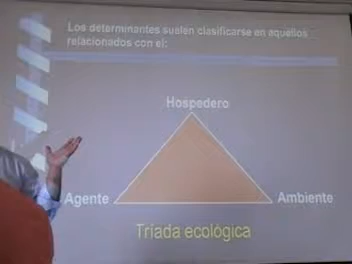 Los determinantes suelen clasificarse en aquellos
relacionados con el:
Hospedero
Agente
Ambiente
Tríada ecológica